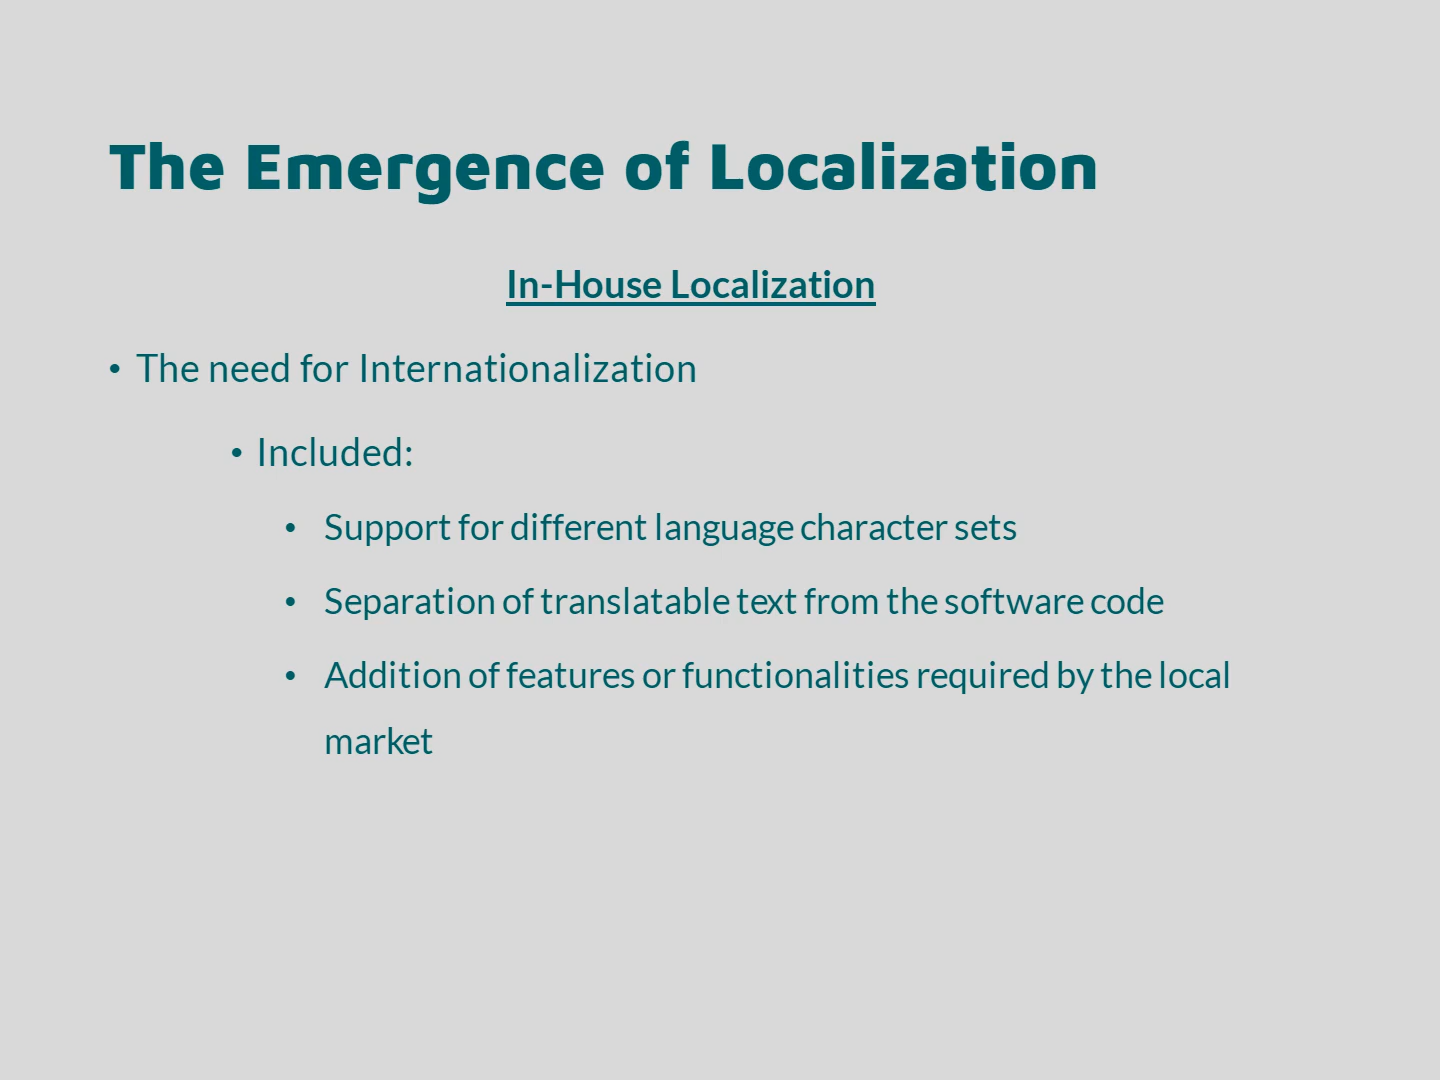 The Emergence of Localization
In-House Localization
• The need for Internationalization
• Included:
• Support for different language character sets
• Separation of translatable text from the software code
• Addition of features or functionalities required by the local
market